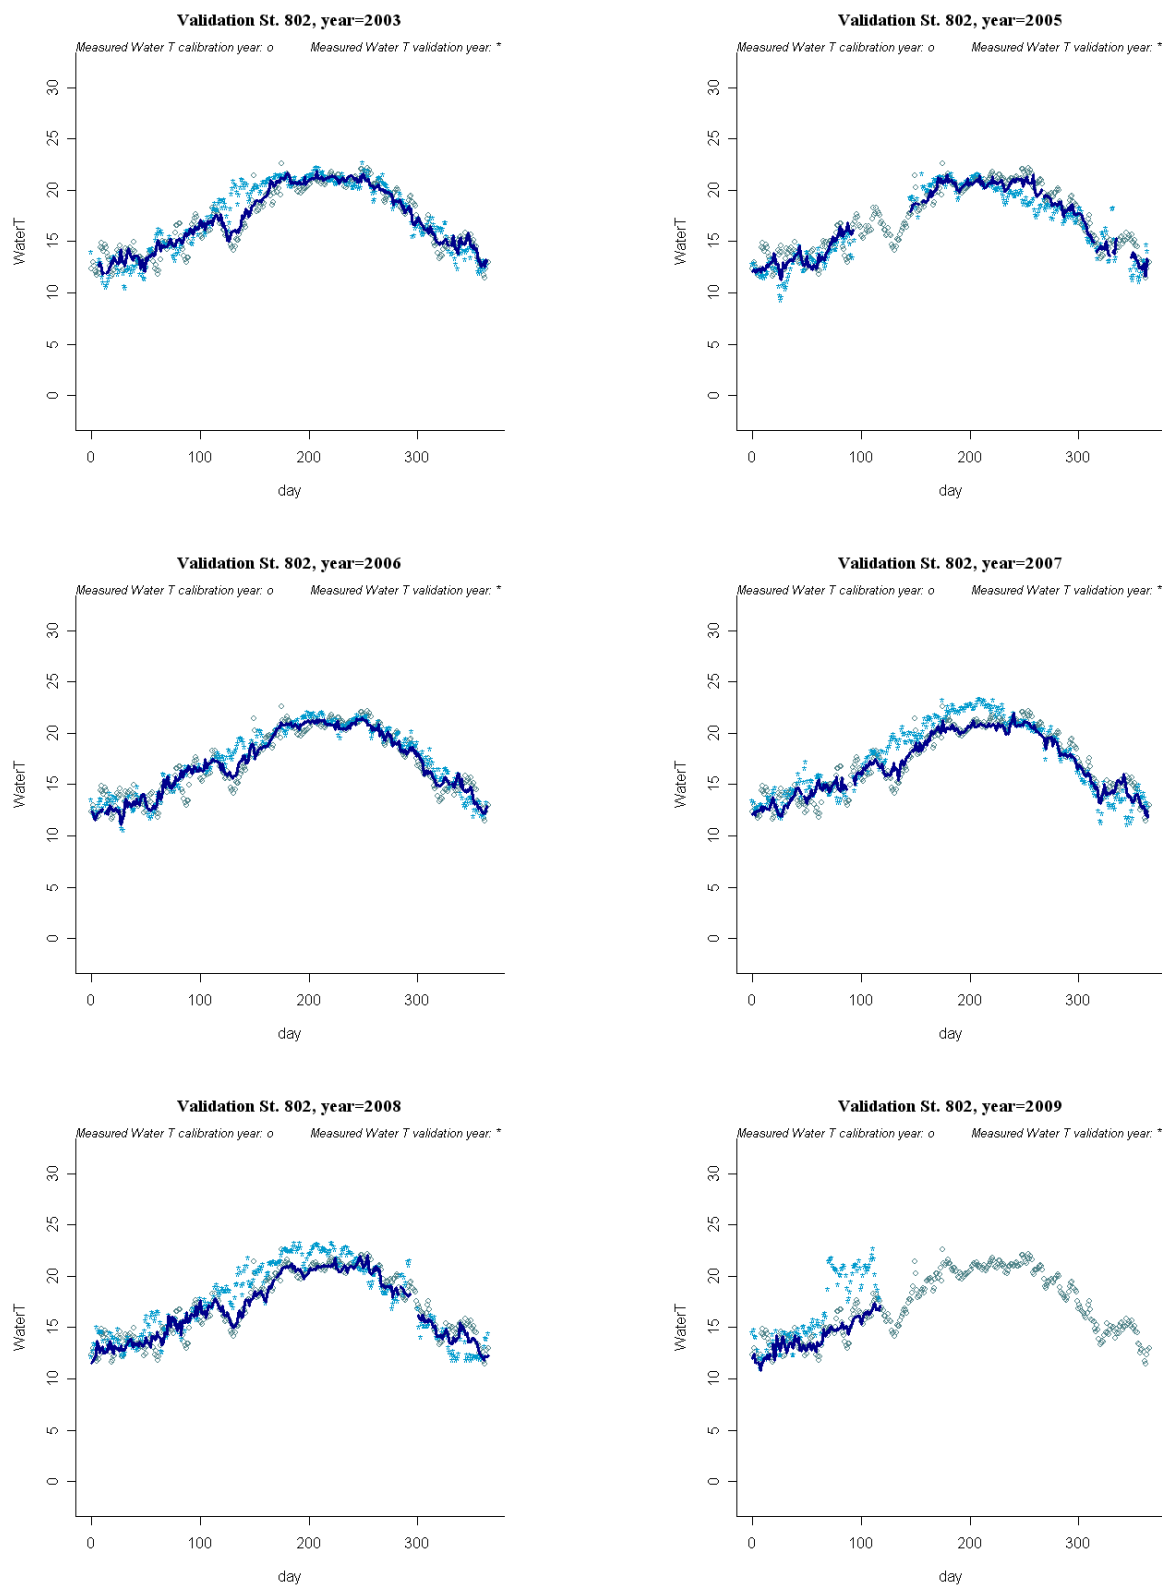 Validation St. 802, year=2003
Measured Water T calibration year: o Measured Water T validation year: *
30
25
20
15
10
5
0
WaterT
0 100 200 300
day
Validation St. 802, year=2005
Measured Water T calibration year: o Measured Water T validation year: *
30
25
20
15
10
5
0
WaterT
0 100 200 300
day
Validation St. 802, year=2006
Measured Water T calibration year: o Measured Water T validation year: *
30
25
20
15
10
5
0
WaterT
0 100 200 300
day
Validation St. 802, year=2007
Measured Water T calibration year: o Measured Water T validation year: *
30
25
20
15
10
5
0
WaterT
0 100 200 300
day
Validation St. 802, year=2008
Measured Water T calibration year: o Measured Water T validation year: *
30
25
20
15
10
5
0
WaterT
0 100 200 300
day
Validation St. 802, year=2009
Measured Water T calibration year: o Measured Water T validation year: *
30
25
20
15
10
5
0
WaterT
0 100 200 300
day